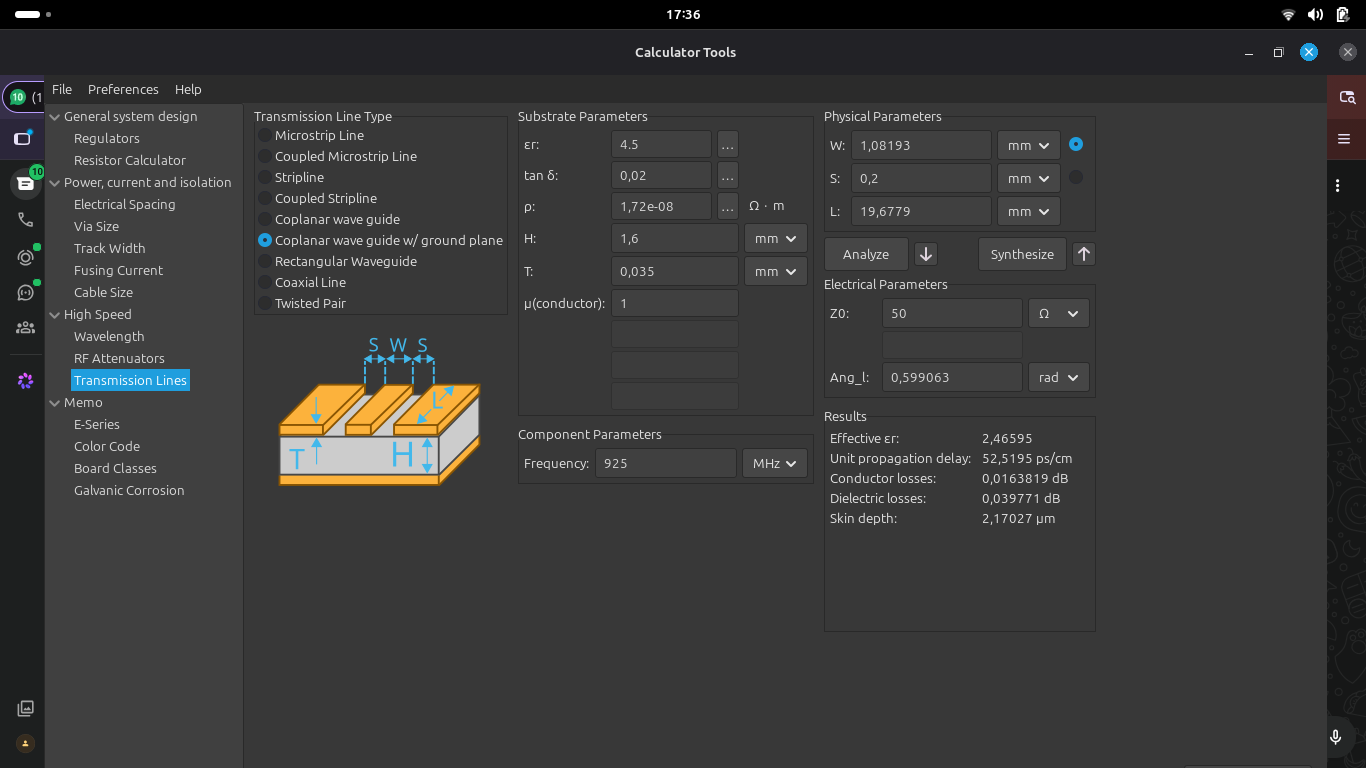 17:36
Calculator Tools
10 (1
File Preferences Help
10
General system design
Regulators
Resistor Calculator
Power, current and isolation
Electrical Spacing
Via Size
Track Width
Fusing Current
Cable Size
High Speed
Wavelength
RF Attenuators
Transmission Lines
Memo
E-Series
Color Code
Board Classes
Galvanic Corrosion
Transmission Line Type
Microstrip Line
Coupled Microstrip Line
Stripline
Coupled Stripline
Coplanar wave guide
Coplanar wave guide w/ ground plane
Rectangular Waveguide
Coaxial Line
Twisted Pair
S W S
L
T H
Substrate Parameters
εr: 4.5 ...
tan δ: 0,02 ...
ρ: 1,72e-08 ... Ω · m
H: 1,6 mm
T: 0,035 mm
μ(conductor): 1
Component Parameters
Frequency: 925 MHz
Physical Parameters
W: 1,08193 mm
S: 0,2 mm
L: 19,6779 mm
Analyze Synthesize
Electrical Parameters
Z0: 50 Ω
Ang_l: 0,599063 rad
Results
Effective εr: 2,46595
Unit propagation delay: 52,5195 ps/cm
Conductor losses: 0,0163819 dB
Dielectric losses: 0,039771 dB
Skin depth: 2,17027 μm